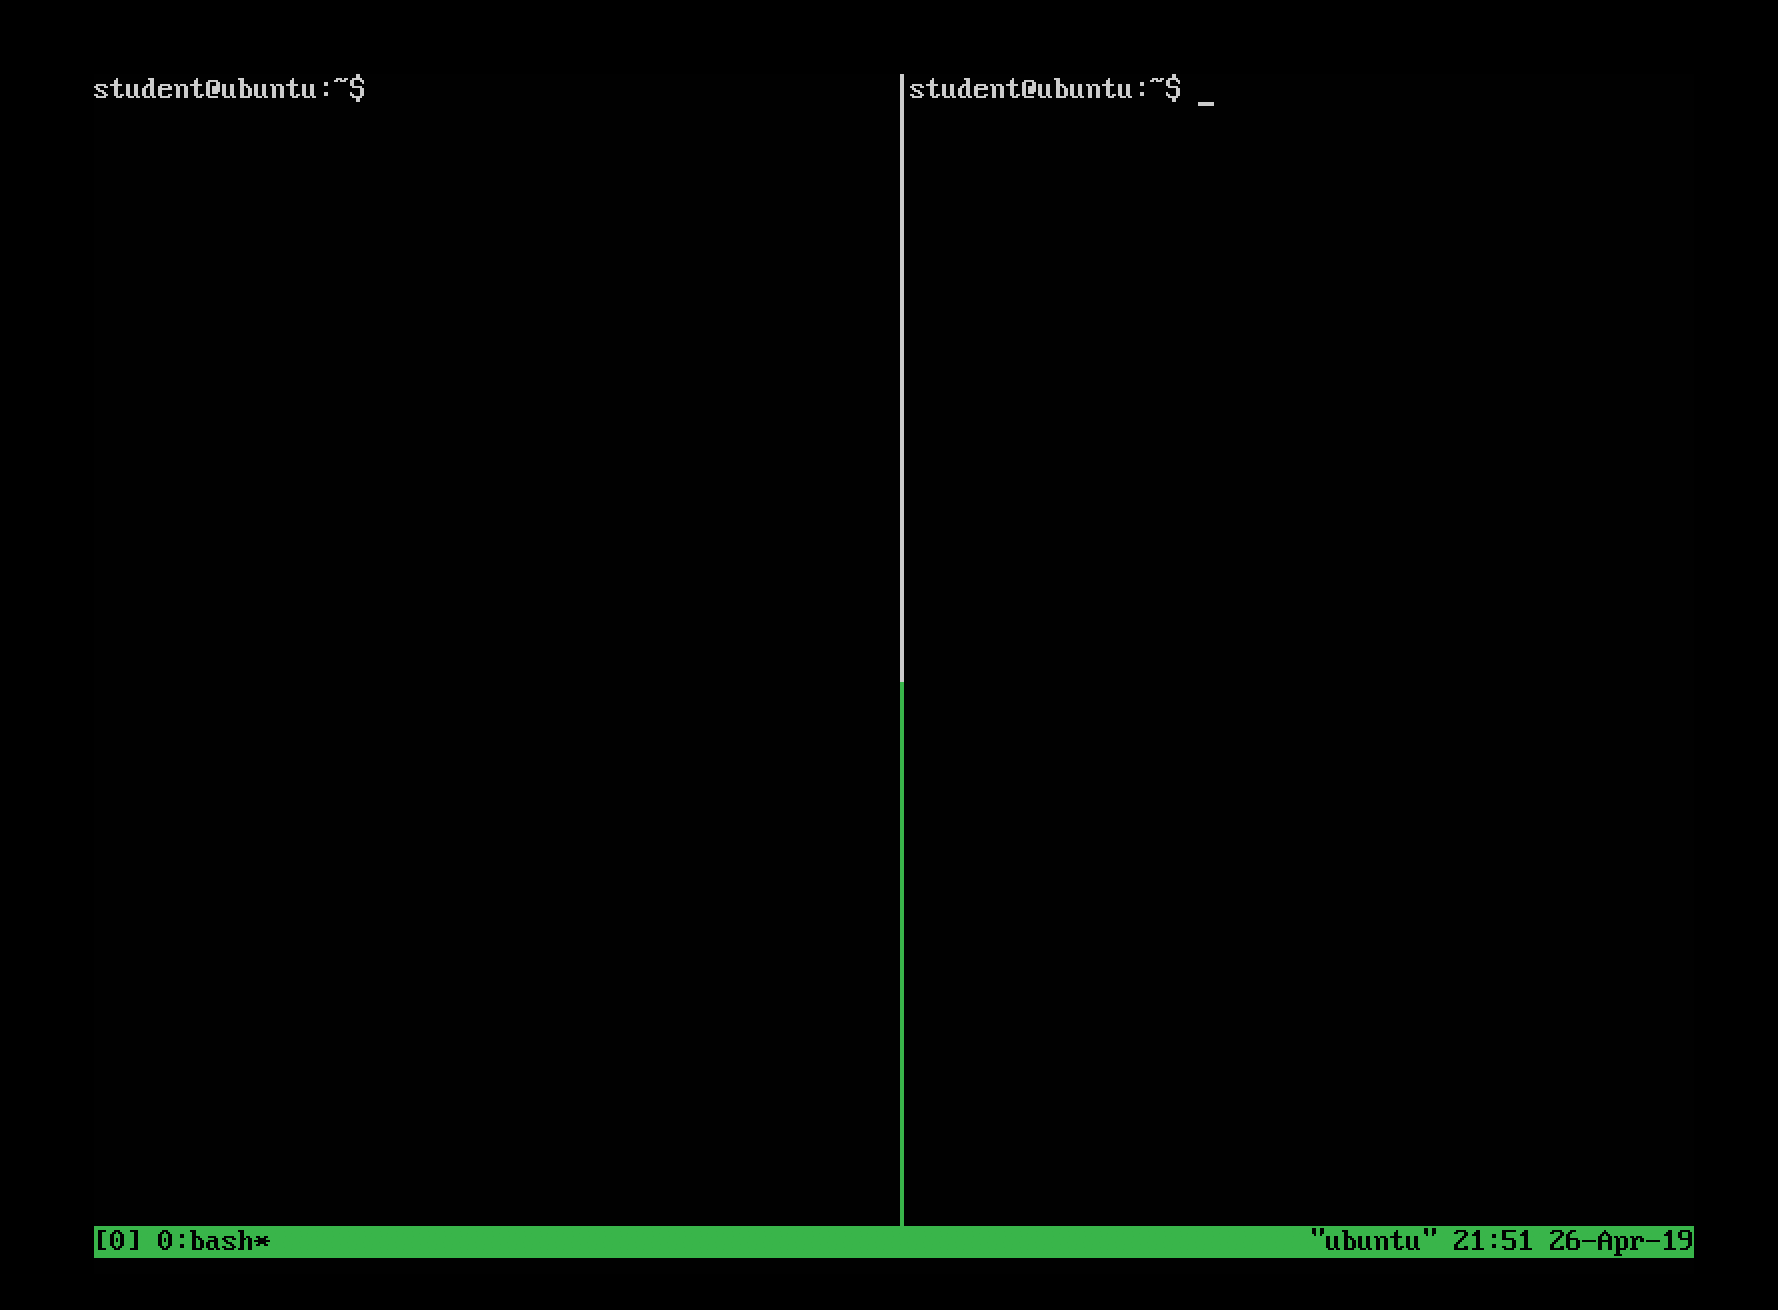 student@ubuntu:~$
student@ubuntu:~$ _
[0] 0:bash* "ubuntu" 21:51 26-Apr-19